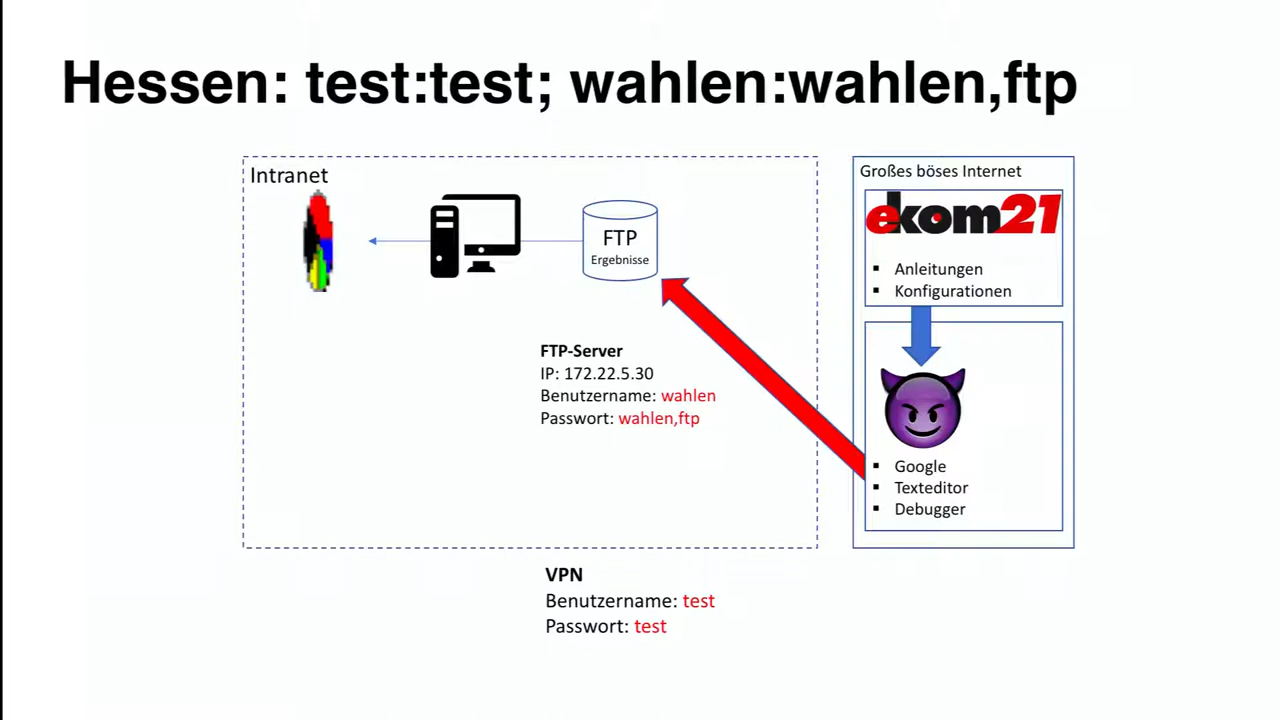 Hessen: test:test; wahlen:wahlen,ftp
Intranet
FTP
Ergebnisse
FTP-Server
IP: 172.22.5.30
Benutzername: wahlen
Passwort: wahlen,ftp
Großes böses Internet
ekom21
▪ Anleitungen
▪ Konfigurationen
▪ Google
▪ Texteditor
▪ Debugger
VPN
Benutzername: test
Passwort: test